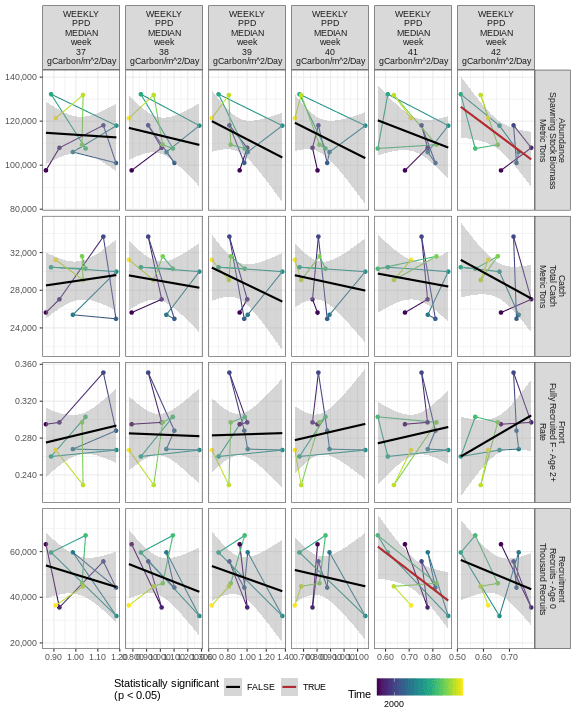 WEEKLY PPD MEDIAN week 37 gCarbon/m^2/Day
WEEKLY PPD MEDIAN week 38 gCarbon/m^2/Day
WEEKLY PPD MEDIAN week 39 gCarbon/m^2/Day
WEEKLY PPD MEDIAN week 40 gCarbon/m^2/Day
WEEKLY PPD MEDIAN week 41 gCarbon/m^2/Day
WEEKLY PPD MEDIAN week 42 gCarbon/m^2/Day
140,000
120,000
100,000
80,000
Abundance
Spawning Stock Biomass
Metric Tons
32,000
28,000
24,000
Catch
Total Catch
Metric Tons
0.360
0.320
0.280
0.240
Fmort
Fully Recruited F - Age 2+
Rate
60,000
40,000
20,000
Recruitment
Recruits - Age 0
Thousand Recruits
0.90 1.00 1.10
0.80 1.00 1.20
0.60 0.70 0.80
0.50 0.60 0.70
Statistically significant
(p < 0.05)
FALSE
TRUE
Time
2000